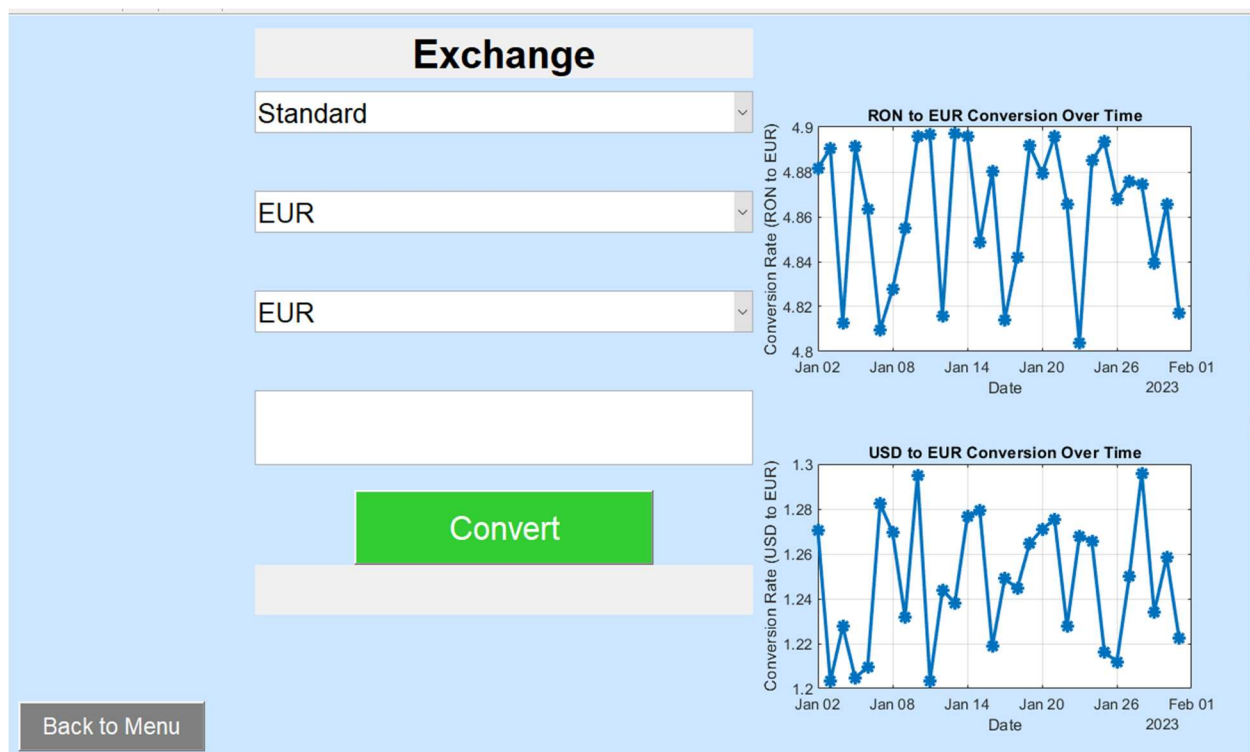 Exchange
Standard
EUR
EUR
Convert
Back to Menu
RON to EUR Conversion Over Time
Conversion Rate (RON to EUR)
4.9
4.88
4.86
4.84
4.82
4.8
Jan 02 Jan 08 Jan 14 Jan 20 Jan 26 Feb 01
Date 2023
USD to EUR Conversion Over Time
Conversion Rate (USD to EUR)
1.3
1.28
1.26
1.24
1.22
1.2
Jan 02 Jan 08 Jan 14 Jan 20 Jan 26 Feb 01
Date 2023